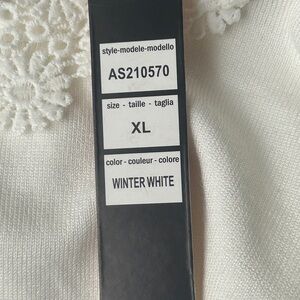 style-modele-modello
AS210570
size - taille - taglia
XL
color - couleur - colore
WINTER WHITE